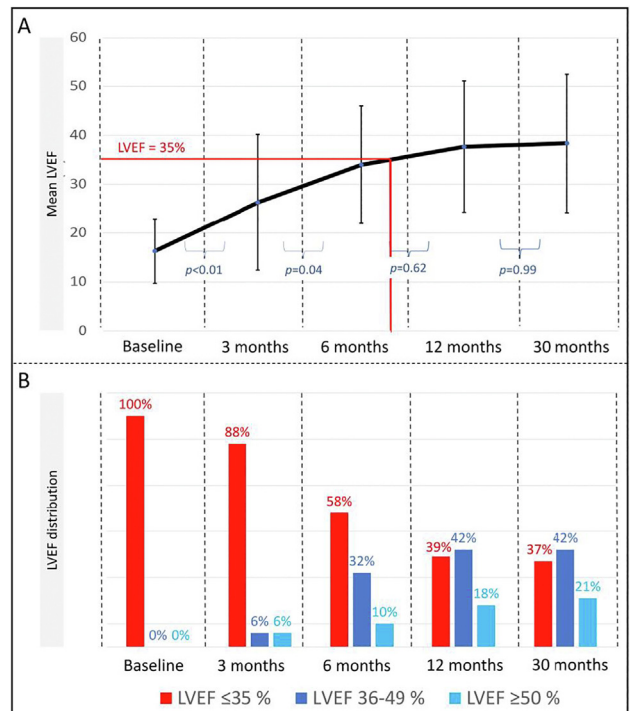 A
60
50
40
30
20
10
0
Mean LVEF
LVEF = 35%
p<0.01
p=0.04
p=0.62
p=0.99
Baseline 3 months 6 months 12 months 30 months
B
LVEF distribution
100%
0% 0%
88%
6% 6%
58%
32%
10%
39%
42%
18%
37%
42%
21%
Baseline 3 months 6 months 12 months 30 months
LVEF ≤35 % LVEF 36-49 % LVEF ≥50 %